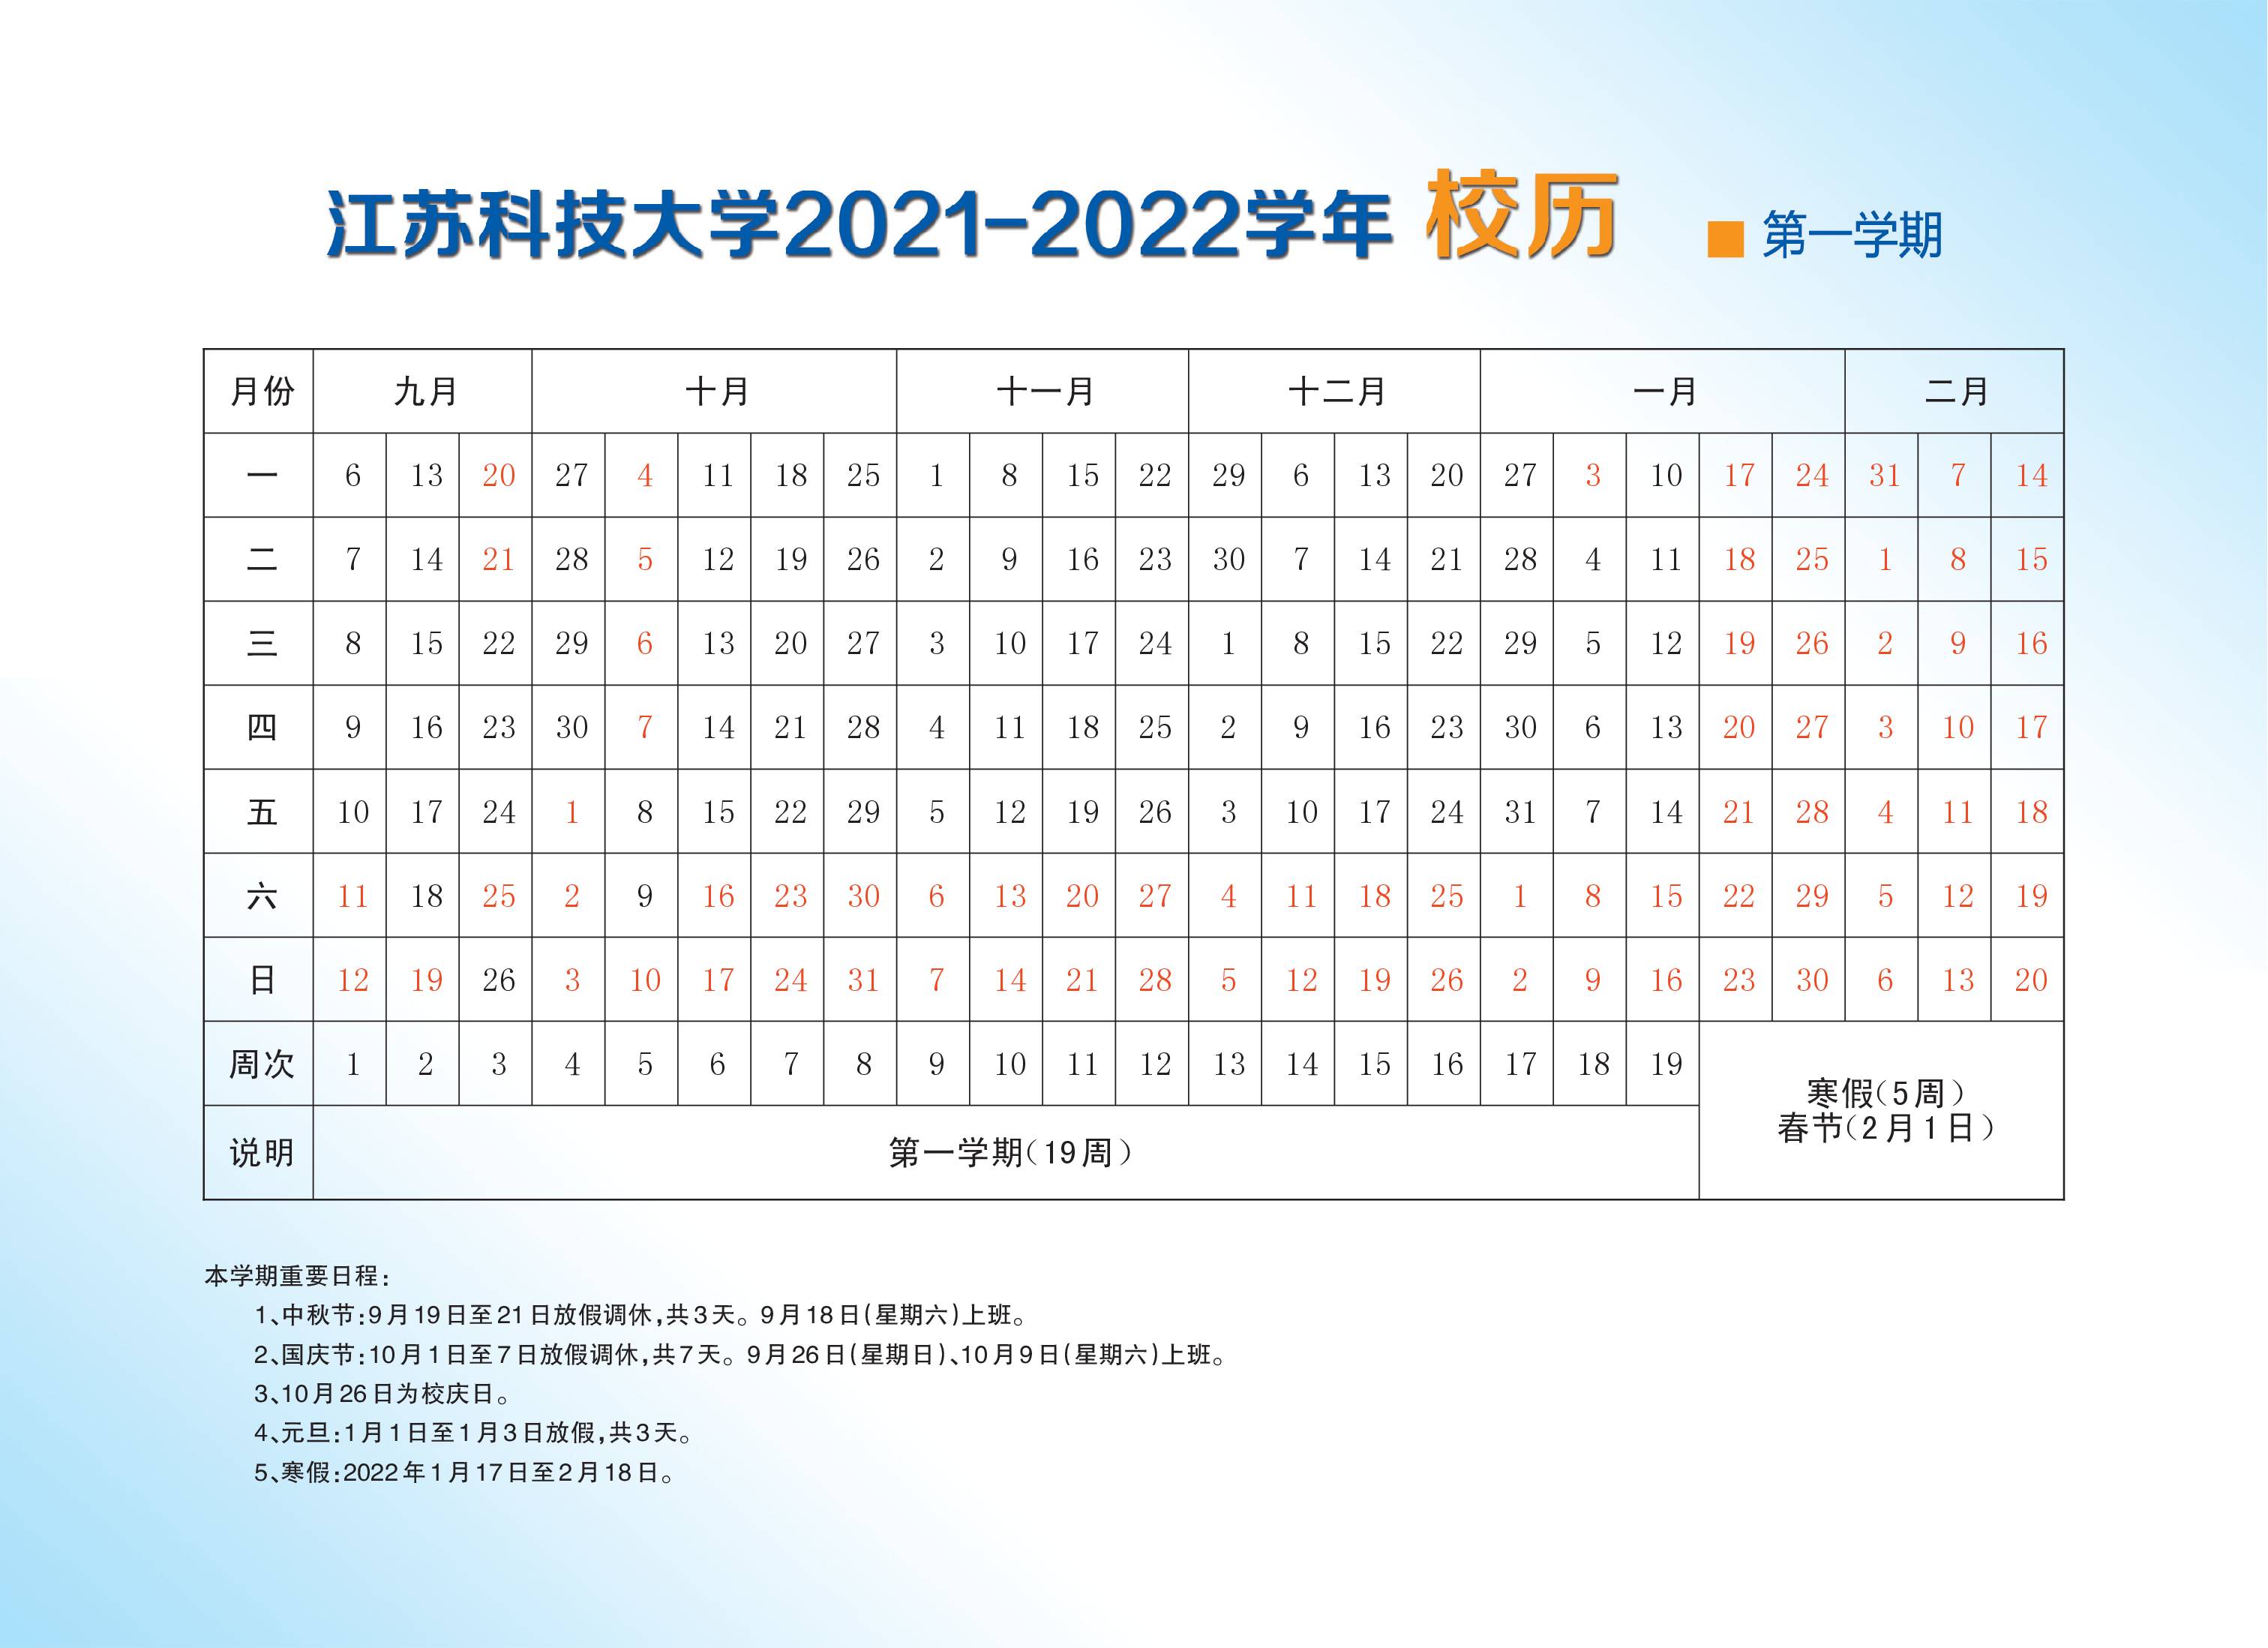 江苏科技大学2021-2022学年 校历 ■ 第一学期
月份 九月 十月 十一月 十二月 一月 二月
一 6 13 20 27 4 11 18 25 1 8 15 22 29 6 13 20 27 3 10 17 24 31 7 14
二 7 14 21 28 5 12 19 26 2 9 16 23 30 7 14 21 28 4 11 18 25 1 8 15
三 8 15 22 29 6 13 20 27 3 10 17 24 1 8 15 22 29 5 12 19 26 2 9 16
四 9 16 23 30 7 14 21 28 4 11 18 25 2 9 16 23 30 6 13 20 27 3 10 17
五 10 17 24 1 8 15 22 29 5 12 19 26 3 10 17 24 31 7 14 21 28 4 11 18
六 11 18 25 2 9 16 23 30 6 13 20 27 4 11 18 25 1 8 15 22 29 5 12 19
日 12 19 26 3 10 17 24 31 7 14 21 28 5 12 19 26 2 9 16 23 30 6 13 20
周次 1 2 3 4 5 6 7 8 9 10 11 12 13 14 15 16 17 18 19
寒假(5周)
春节(2月1日)
说明 第一学期(19周)
本学期重要日程:
1、中秋节:9月19日至21日放假调休,共3天。9月18日(星期六)上班。
2、国庆节:10月1日至7日放假调休,共7天。9月26日(星期日)、10月9日(星期六)上班。
3、10月26日为校庆日。
4、元旦:1月1日至1月3日放假,共3天。
5、寒假:2022年1月17日至2月18日。